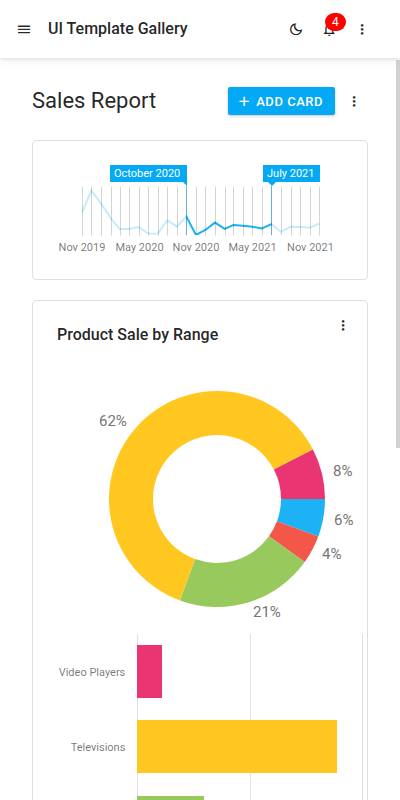 UI Template Gallery
4
Sales Report
ADD CARD
October 2020
July 2021
Nov 2019
May 2020
Nov 2020
May 2021
Nov 2021
Product Sale by Range
62%
8%
6%
4%
21%
Video Players
Televisions